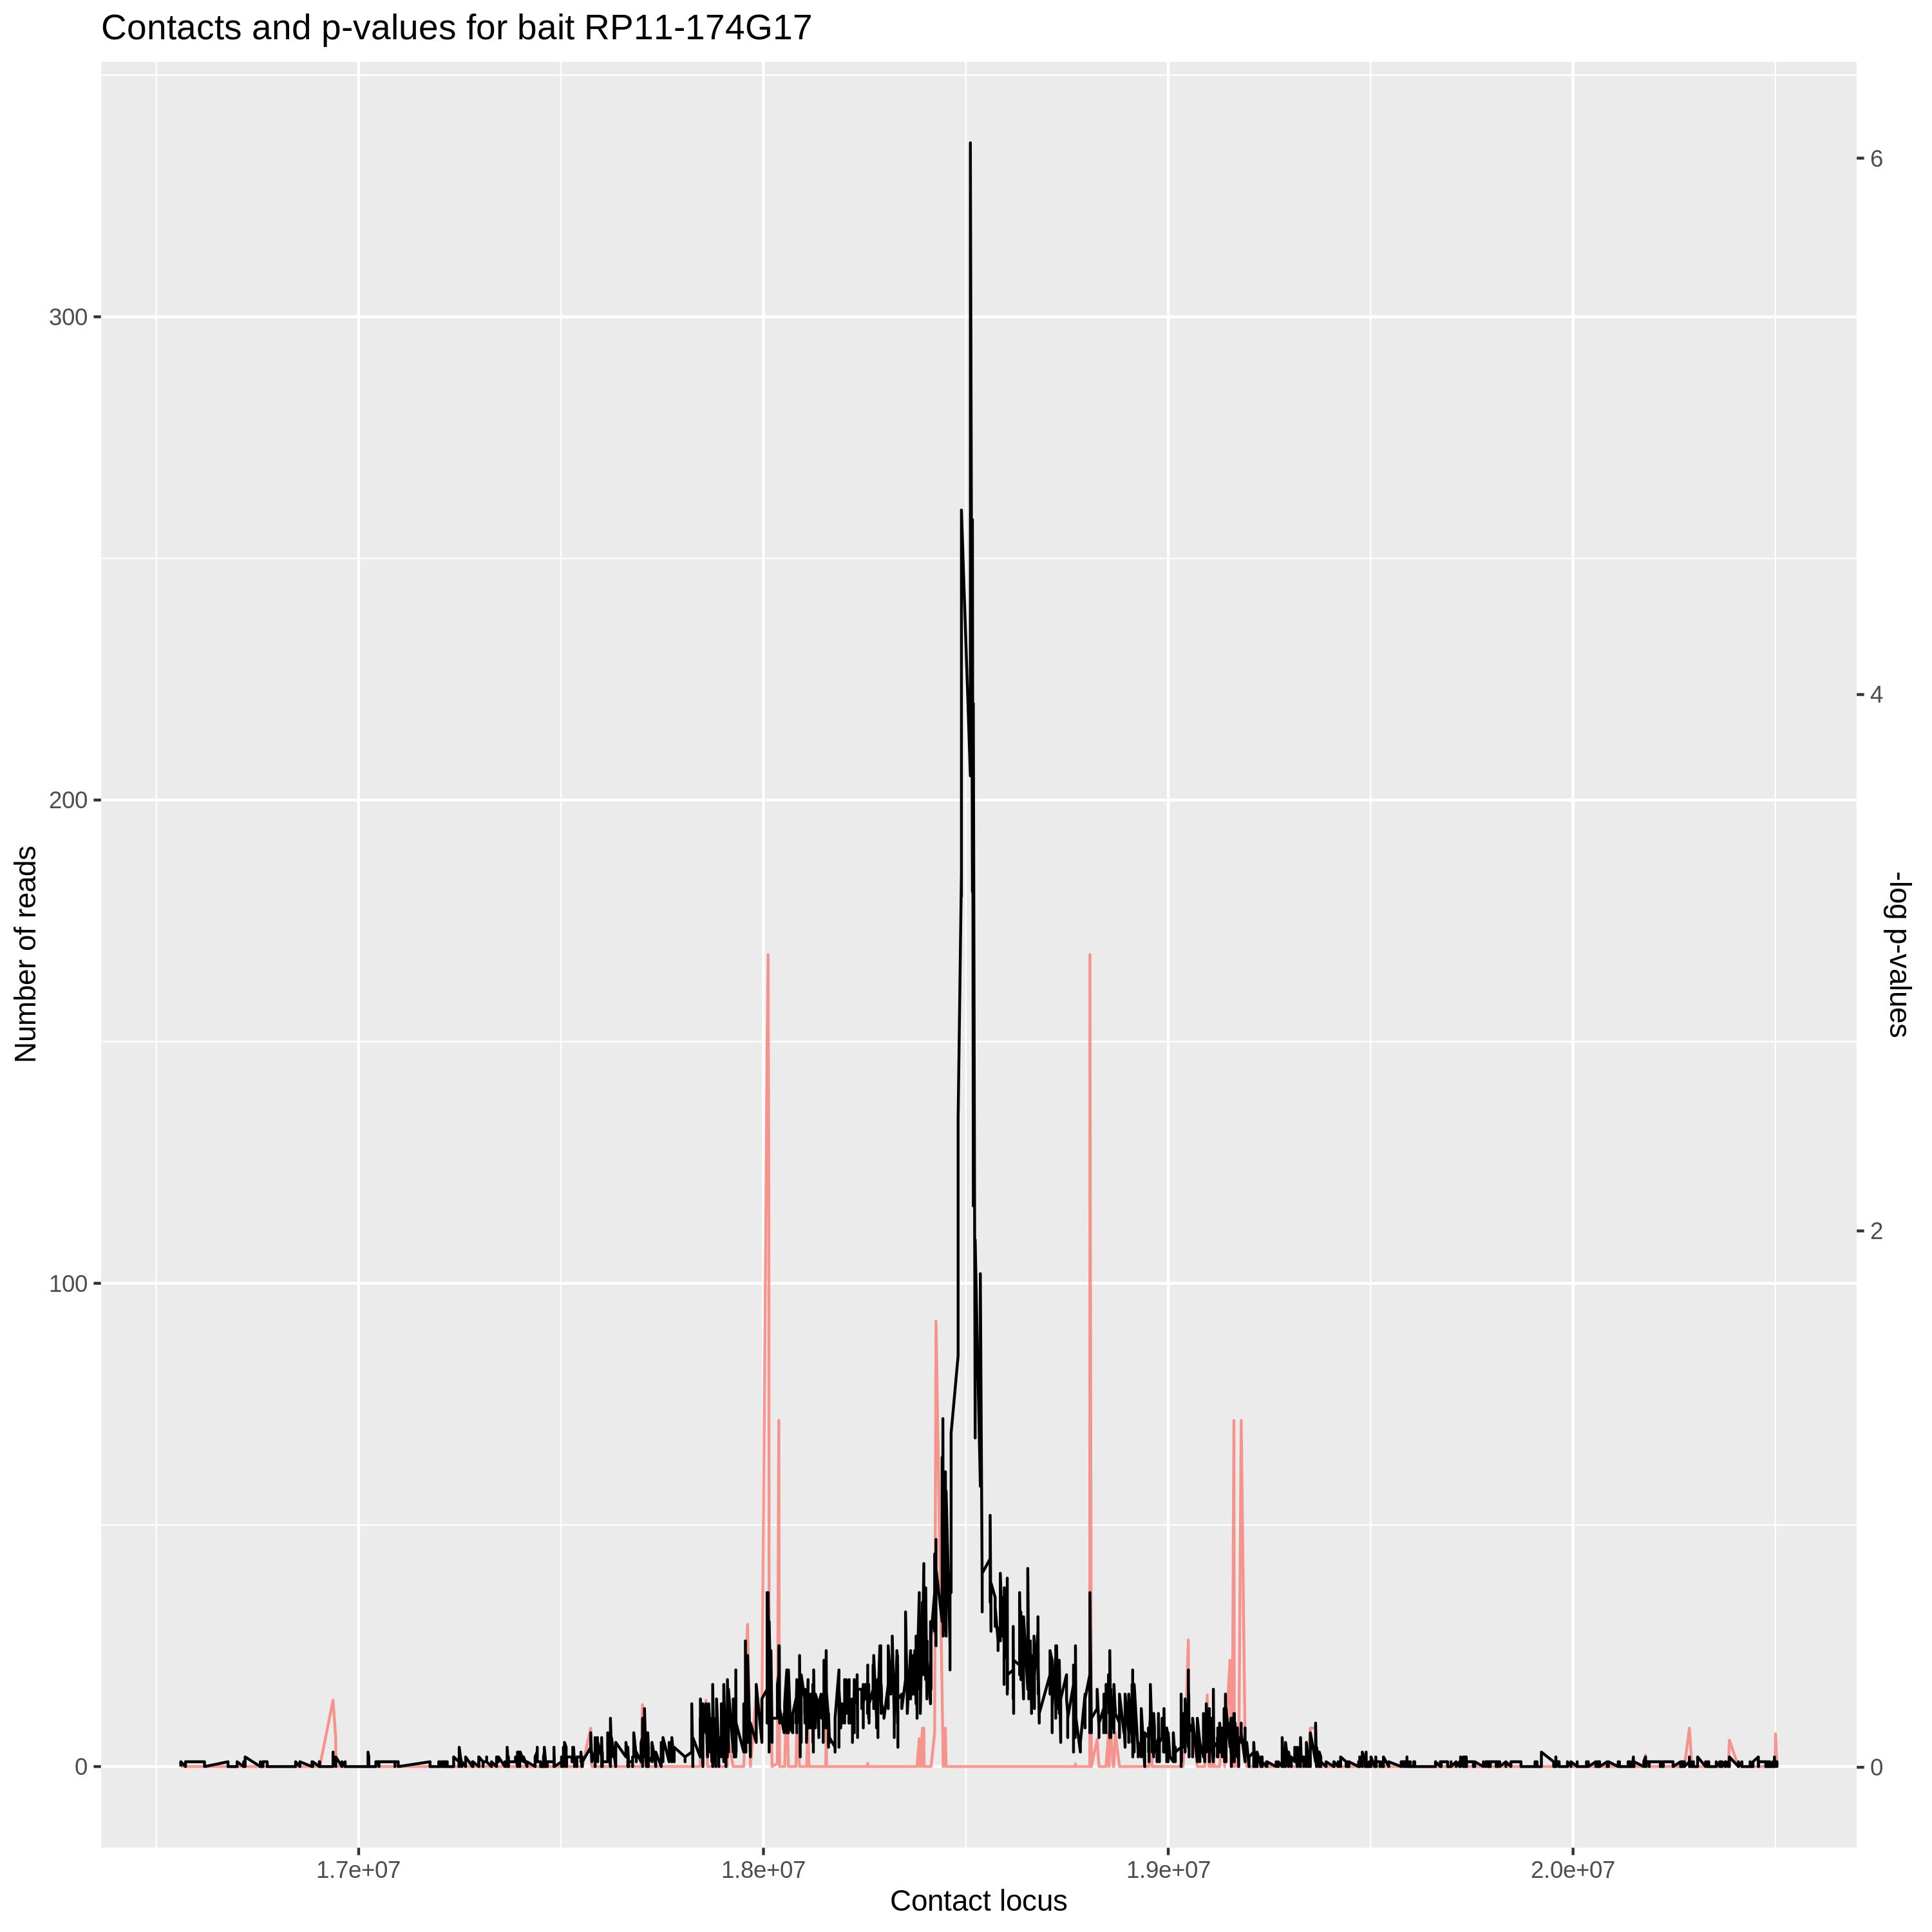 Contacts and p-values for bait RP11-174G17
300
200
100
0
Number of reads
6
4
2
0
-log p-values
1.7e+07
1.8e+07
1.9e+07
2.0e+07
Contact locus